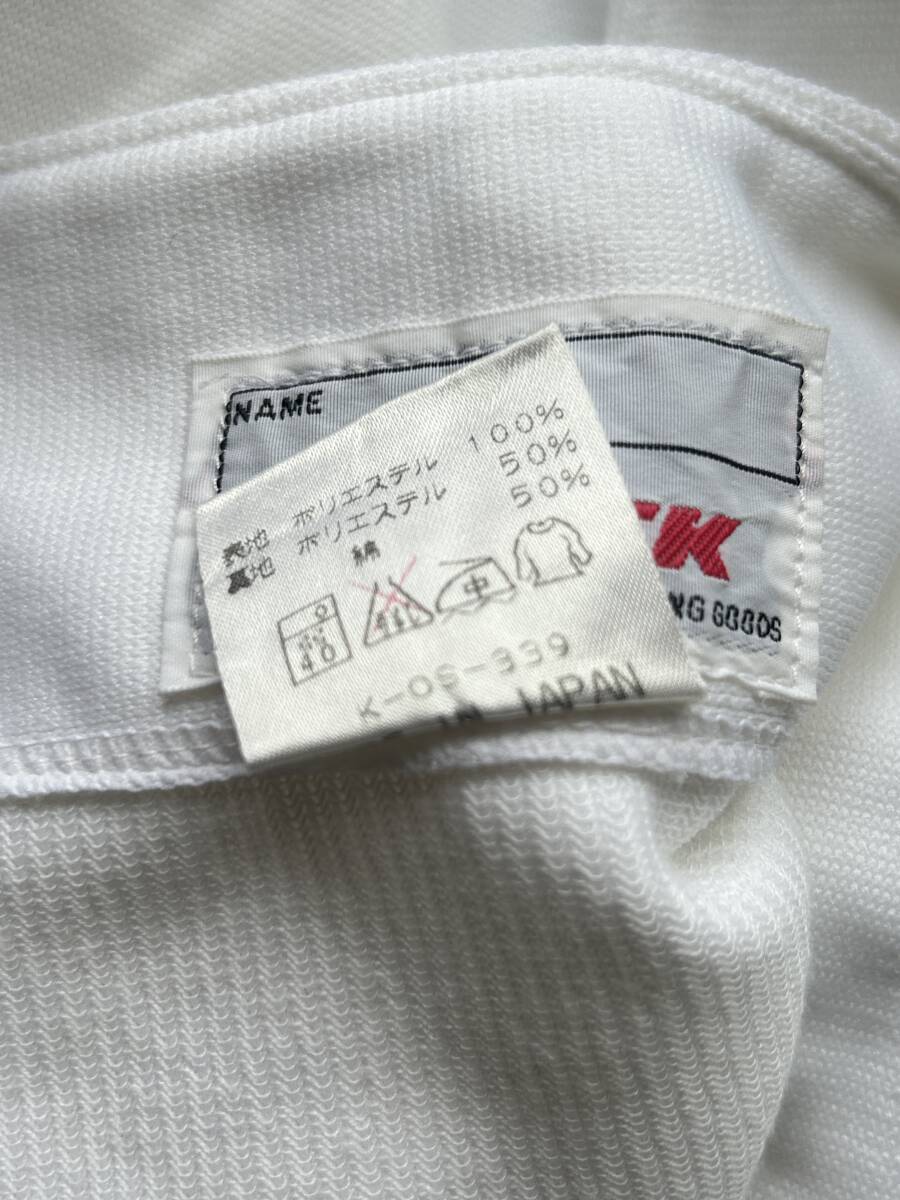 NAME
表地 ポリエステル 100%
裏地 ポリエステル 50%
綿 50%
40
中
K-OS-339
IN JAPAN
NG GOODS